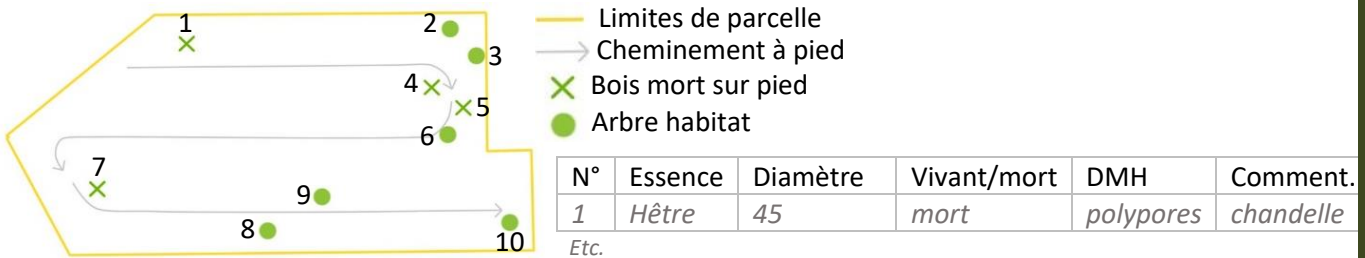 1
2
3
4
5
6
7
9
8
10
Limites de parcelle
Cheminement à pied
Bois mort sur pied
Arbre habitat
N° Essence Diamètre Vivant/mort DMH Comment.
1 Hêtre 45 mort polypores chandelle
Etc.